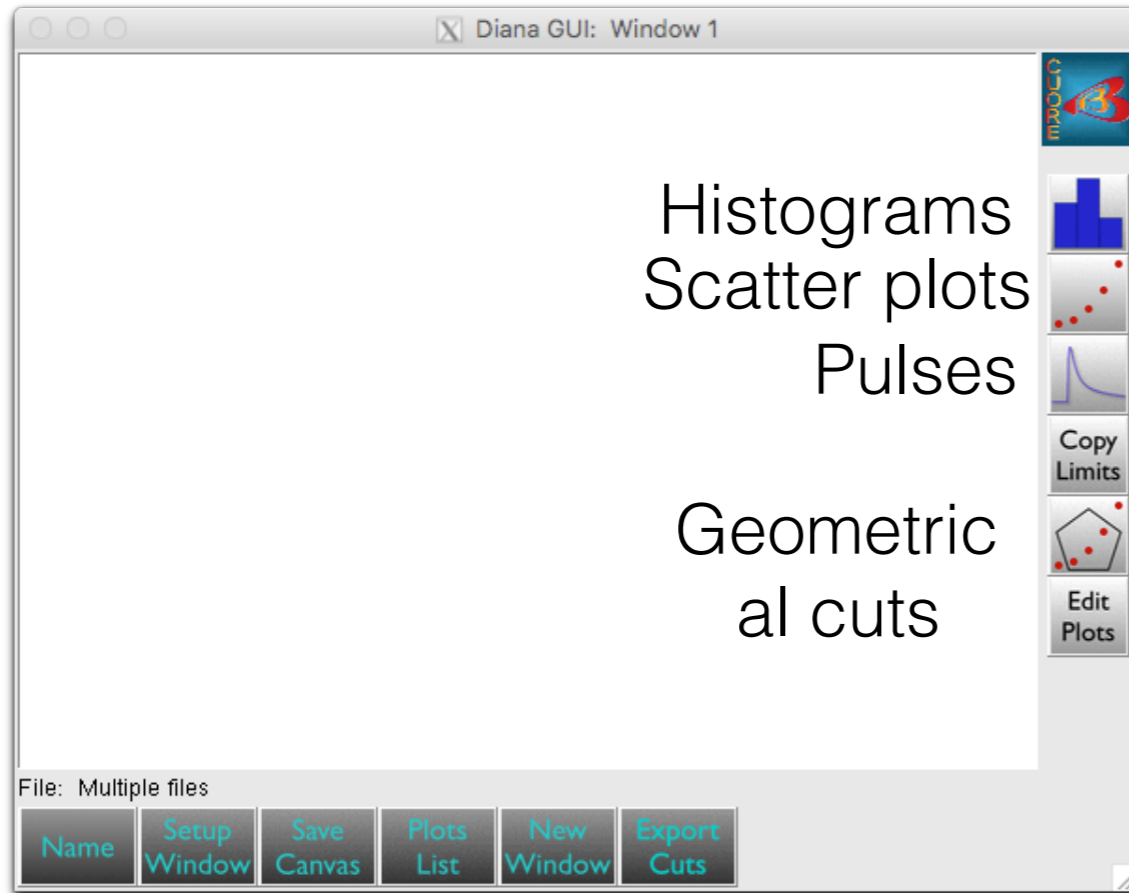 Diana GUI: Window 1
CUORE
Histograms
Scatter plots
Pulses
Copy
Limits
Geometric
al cuts
Edit
Plots
File: Multiple files
Name
Setup
Window
Save
Canvas
Plots
List
New
Window
Export
Cuts